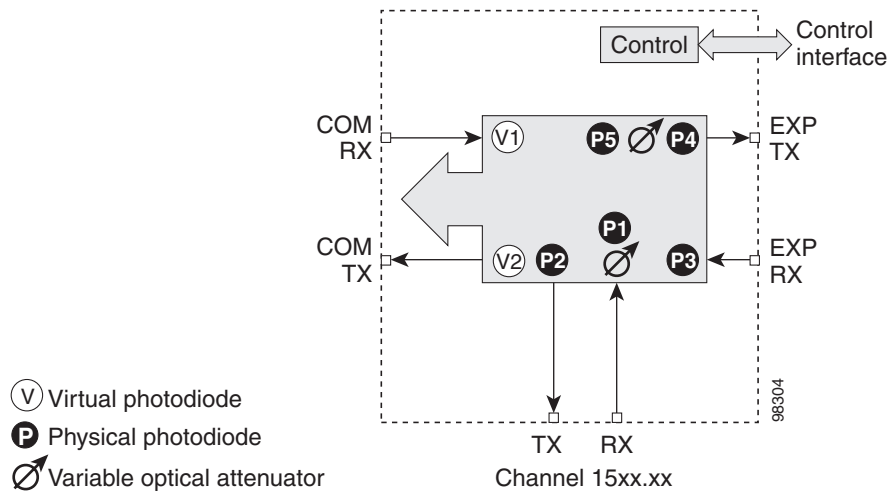 Control
Control
interface
COM
RX
V1
P5
P4
EXP
TX
COM
TX
V2
P2
P1
P3
EXP
RX
V Virtual photodiode
P Physical photodiode
Variable optical attenuator
TX
RX
Channel 15xx.xx
98304